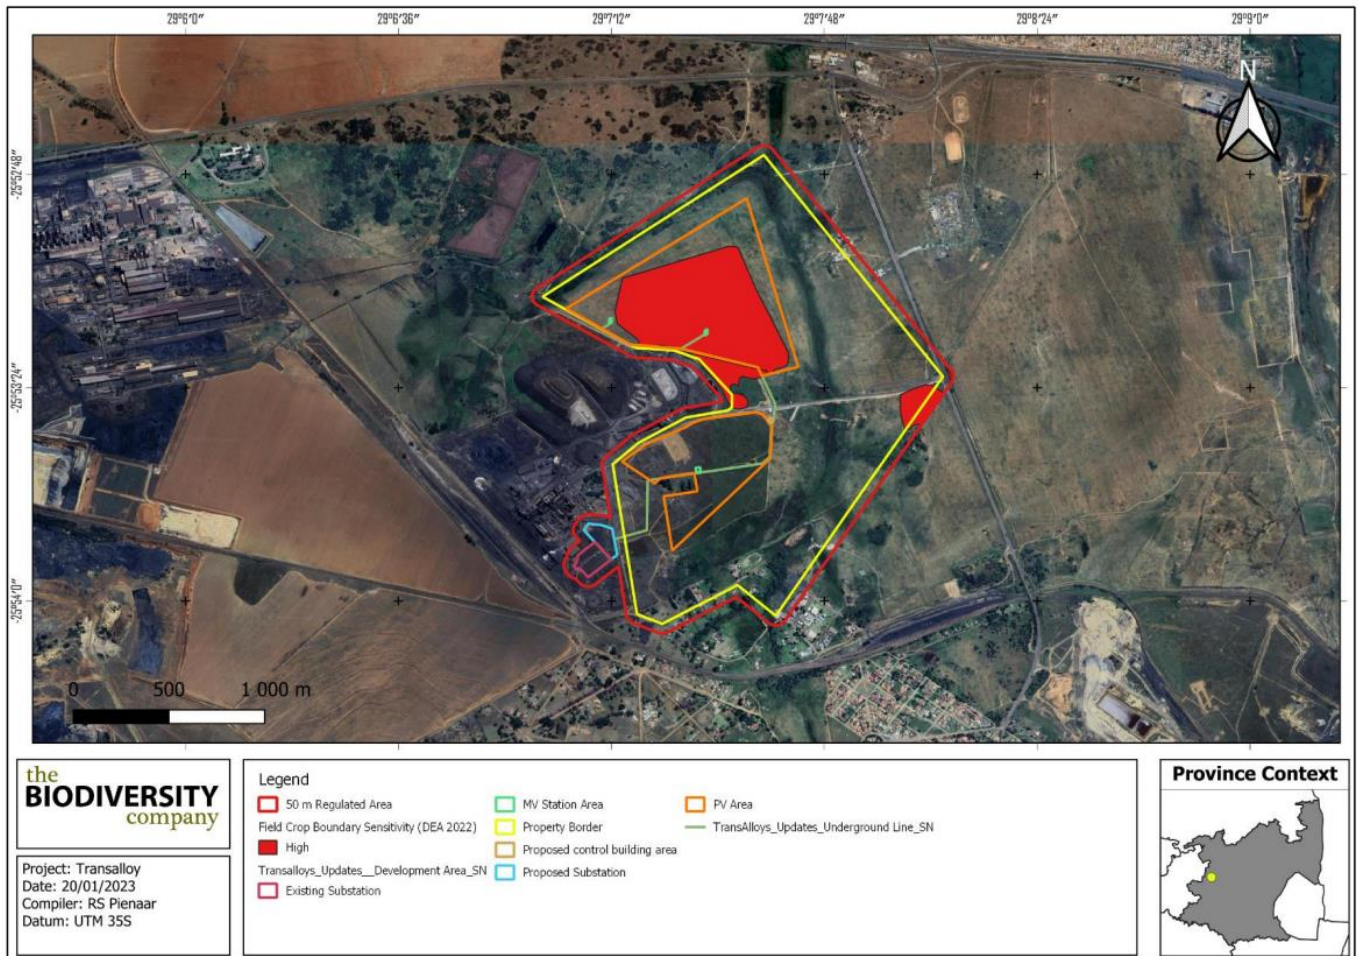 29°6'0"
29°6'36"
29°7'12"
29°7'48"
29°8'24"
29°9'0"
N
-25°52'48"
-25°53'24"
-25°54'0"
0 500 1 000 m
the
BIODIVERSITY
company
Project: Transalloy
Date: 20/01/2023
Compiler: RS Pienaar
Datum: UTM 35S
Legend
50 m Regulated Area
Field Crop Boundary Sensitivity (DEA 2022)
High
Transalloys_Updates__Development Area_SN
Existing Substation
MV Station Area
Property Border
Proposed control building area
Proposed Substation
PV Area
TransAlloys_Updates_Underground Line_SN
Province Context